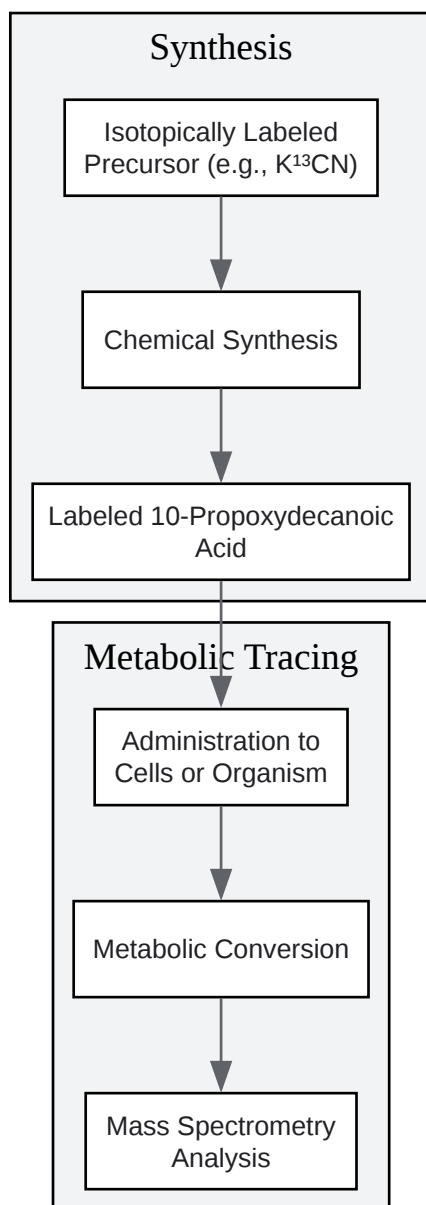 Synthesis
Isotopically Labeled
Precursor (e.g., K¹³CN)
Chemical Synthesis
Labeled 10-Propoxydecanoic
Acid
Metabolic Tracing
Administration to
Cells or Organism
Metabolic Conversion
Mass Spectrometry
Analysis